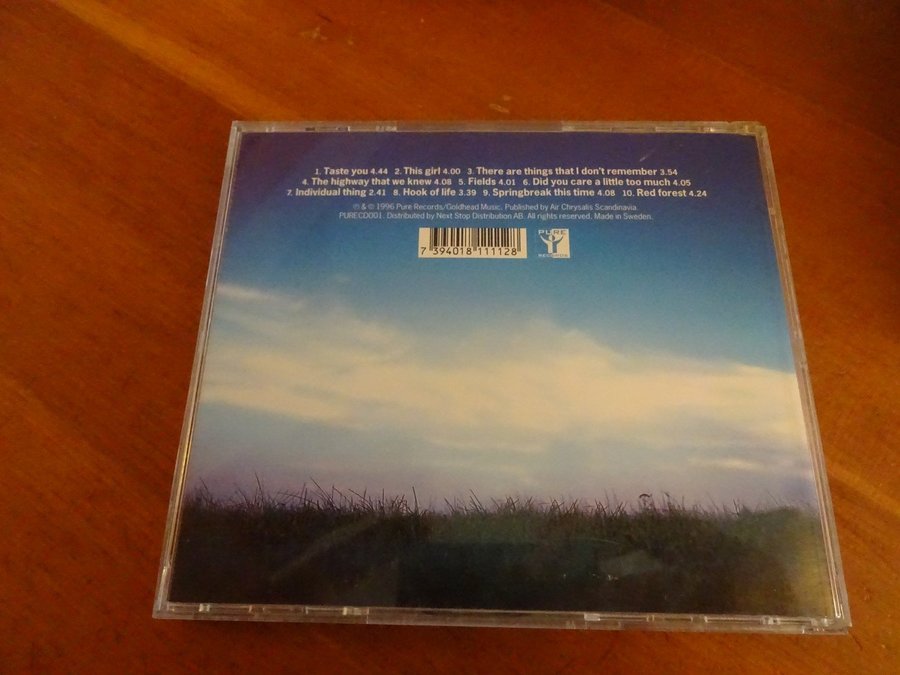 1. Taste you 4.44 2. This girl 4.00 3. There are things that I don't remember 3.54
4. The highway that we knew 4.08 5. Fields 4.01 6. Did you care a little too much 4.05
7. Individual thing 2.41 8. Hook of life 3.39 9. Springbreak this time 4.08 10. Red forest 4.24
℗ & © 1996 Pure Records/Goldhead Music. Published by Air Chrysalis Scandinavia.
PURECD001. Distributed by Next Stop Distribution AB. All rights reserved. Made in Sweden.
7 394018 111128
PURE
RECORDS